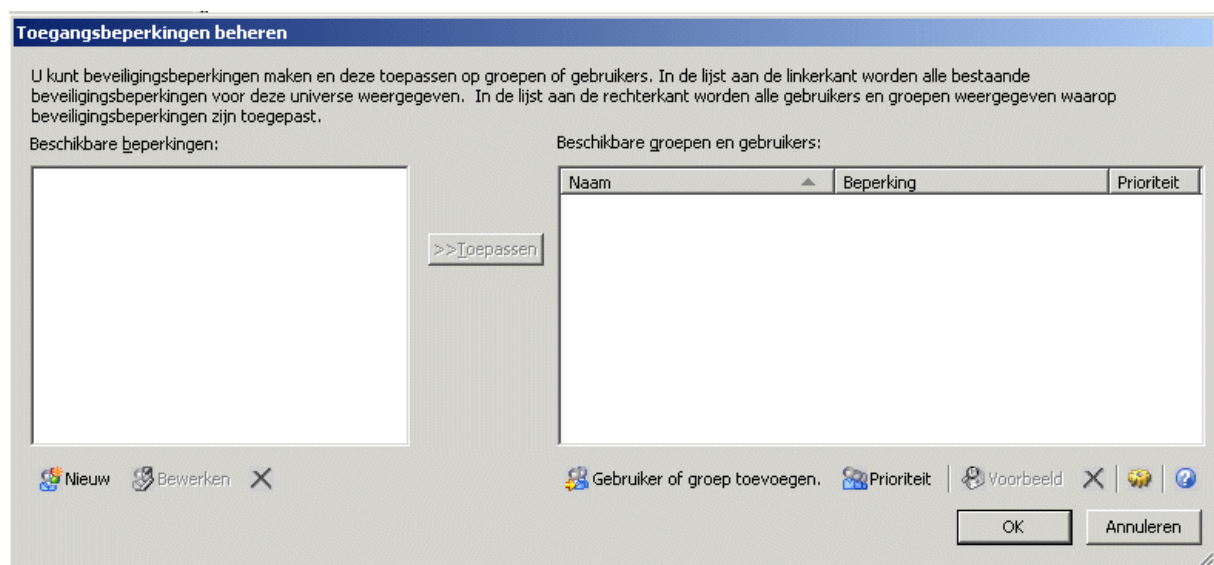 Toegangsbeperkingen beheren
U kunt beveiligingsbeperkingen maken en deze toepassen op groepen of gebruikers. In de lijst aan de linkerkant worden alle bestaande
beveiligingsbeperkingen voor deze universe weergegeven. In de lijst aan de rechterkant worden alle gebruikers en groepen weergegeven waarop
beveiligingsbeperkingen zijn toegepast.
Beschikbare beperkingen:
Beschikbare groepen en gebruikers:
Naam Beperking Prioriteit
>>Toepassen
Nieuw Bewerken Gebruiker of groep toevoegen. Prioriteit Voorbeeld
OK Annuleren